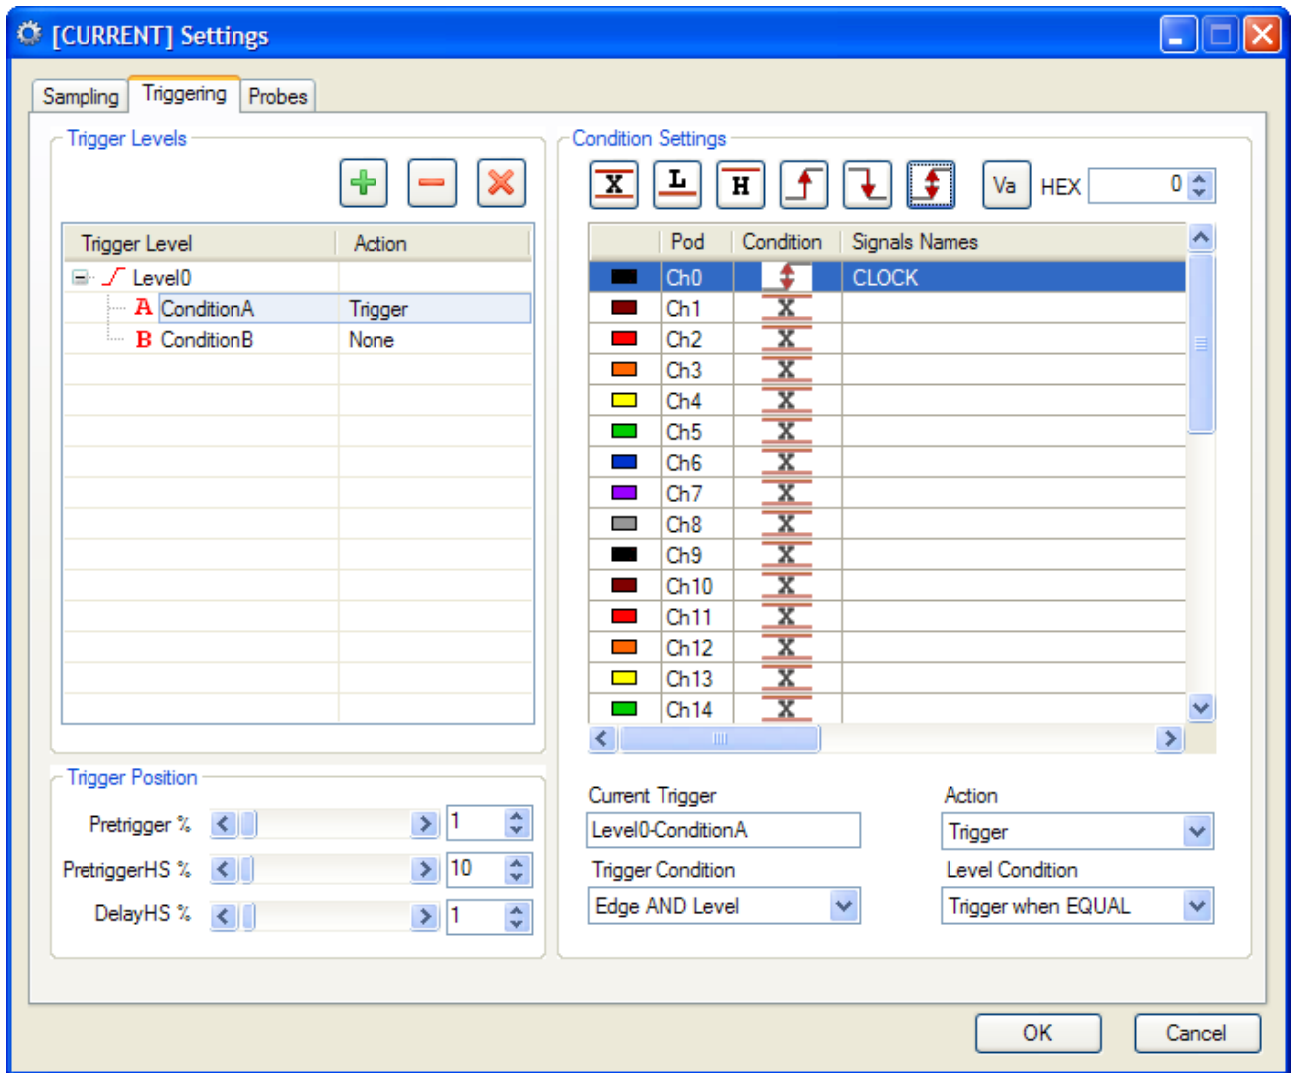 [CURRENT] Settings
Sampling Triggering Probes
Trigger Levels
Trigger Level Action
Level0
A ConditionA Trigger
B ConditionB None
Trigger Position
Pretrigger % 1
PretriggerHS % 10
DelayHS % 1
Condition Settings
X L H Va HEX 0
Pod Condition Signals Names
Ch0 CLOCK
Ch1 X
Ch2 X
Ch3 X
Ch4 X
Ch5 X
Ch6 X
Ch7 X
Ch8 X
Ch9 X
Ch10 X
Ch11 X
Ch12 X
Ch13 X
Ch14 X
Current Trigger Action
Level0-ConditionA Trigger
Trigger Condition Level Condition
Edge AND Level Trigger when EQUAL
OK Cancel